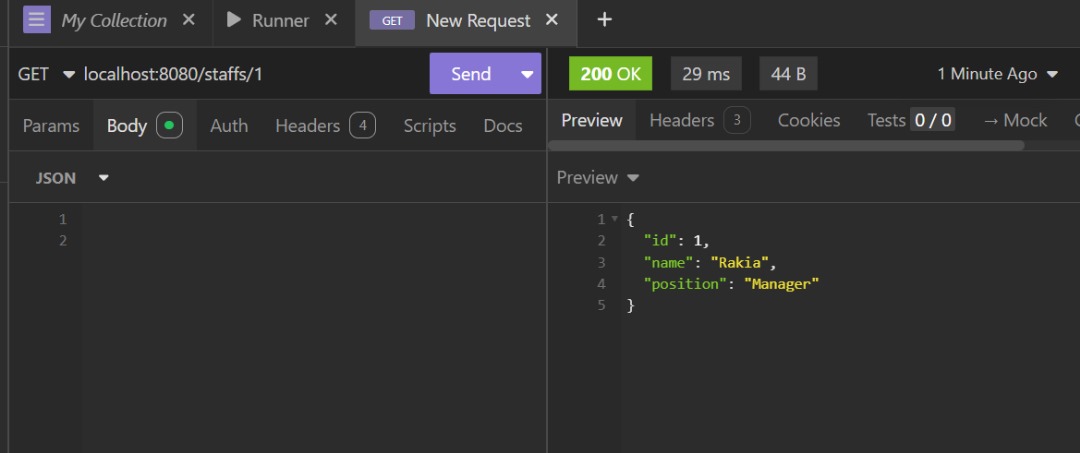 My Collection × Runner × GET New Request × +
GET localhost:8080/staffs/1 Send
200 OK 29 ms 44 B 1 Minute Ago
Params Body Auth Headers 4 Scripts Docs
Preview Headers 3 Cookies Tests 0 / 0 → Mock
JSON
Preview
1
2
1 {
2 "id": 1,
3 "name": "Rakia",
4 "position": "Manager"
5 }